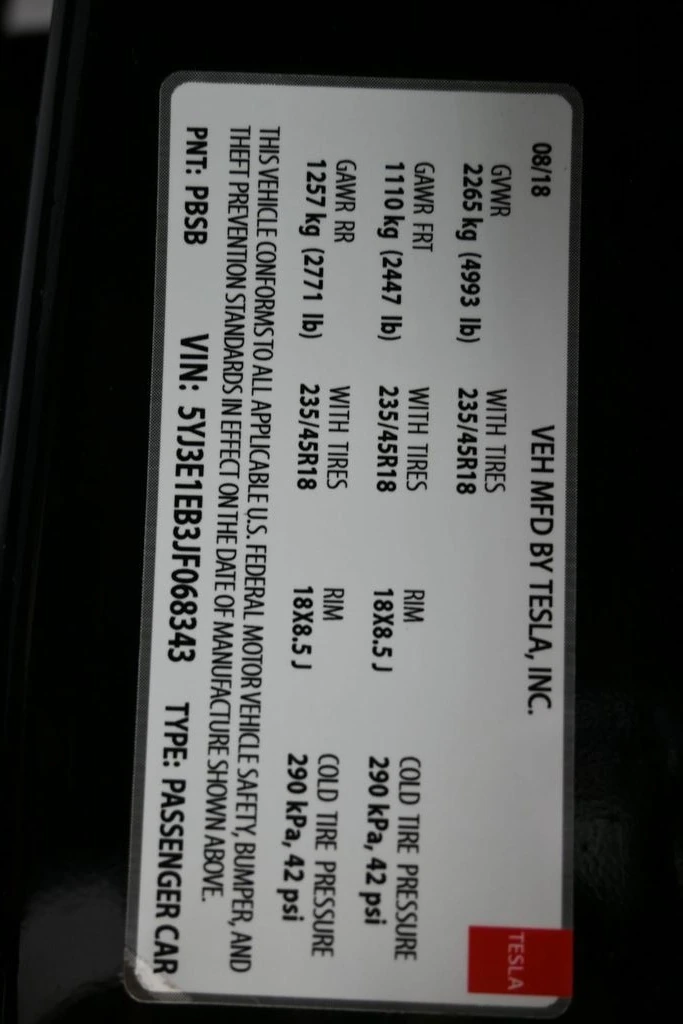 08/18 VEH MFD BY TESLA, INC. TESLA
GVWR WITH TIRES
2265 kg (4993 lb) 235/45R18
GAWR FRT WITH TIRES RIM COLD TIRE PRESSURE
1110 kg (2447 lb) 235/45R18 18X8.5 J 290 kPa, 42 psi
GAWR RR WITH TIRES RIM COLD TIRE PRESSURE
1257 kg (2771 lb) 235/45R18 18X8.5 J 290 kPa, 42 psi
THIS VEHICLE CONFORMS TO ALL APPLICABLE U.S. FEDERAL MOTOR VEHICLE SAFETY, BUMPER, AND
THEFT PREVENTION STANDARDS IN EFFECT ON THE DATE OF MANUFACTURE SHOWN ABOVE.
PNT: PBSB VIN: 5YJ3E1EB3JF068343 TYPE: PASSENGER CAR